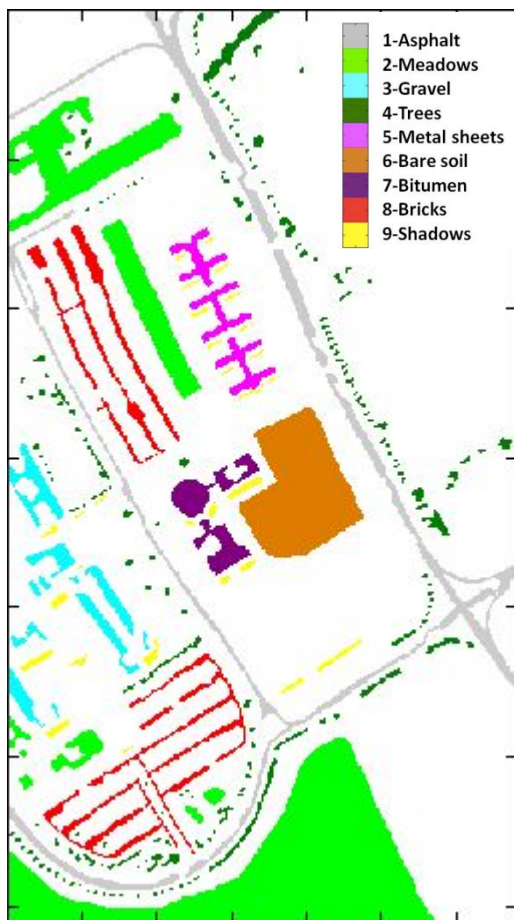 1-Asphalt
2-Meadows
3-Gravel
4-Trees
5-Metal sheets
6-Bare soil
7-Bitumen
8-Bricks
9-Shadows